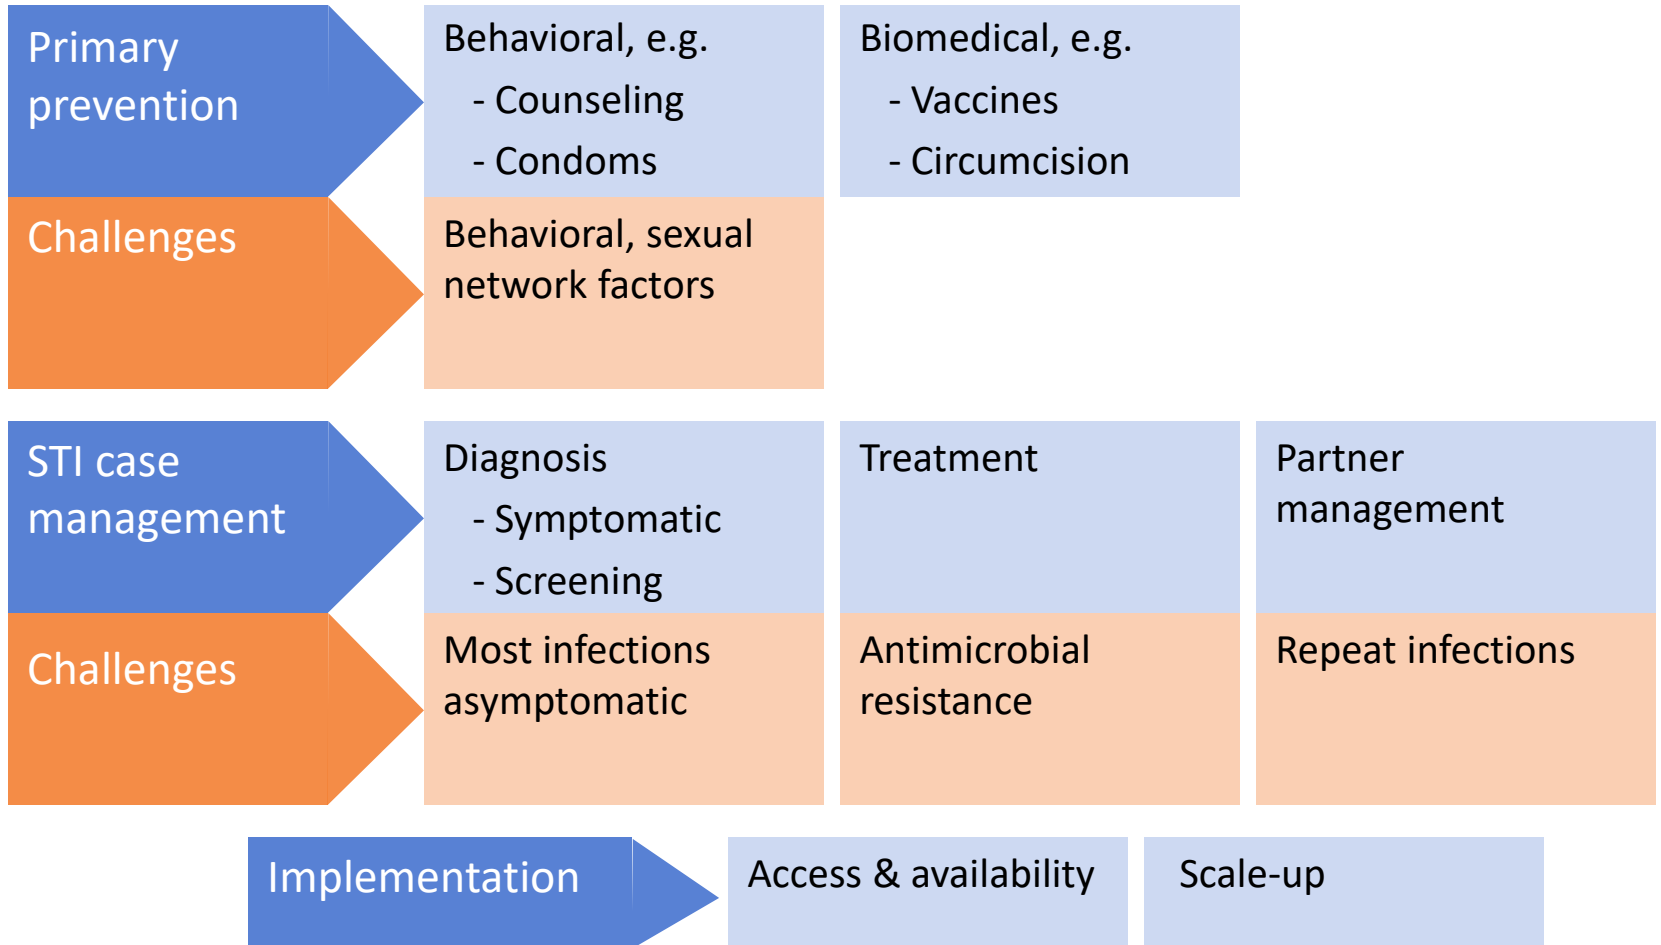 Primary
prevention
Behavioral, e.g.
- Counseling
- Condoms
Biomedical, e.g.
- Vaccines
- Circumcision
Challenges
Behavioral, sexual
network factors
STI case
management
Diagnosis
- Symptomatic
- Screening
Treatment
Partner
management
Challenges
Most infections
asymptomatic
Antimicrobial
resistance
Repeat infections
Implementation
Access & availability
Scale-up